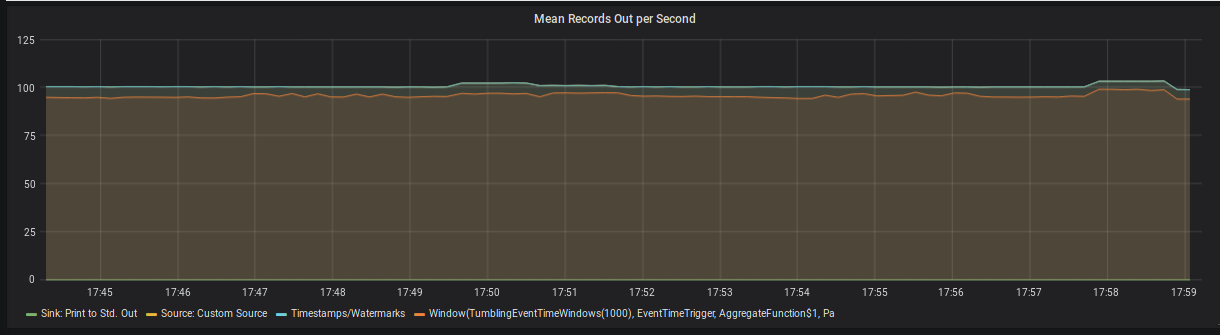 Mean Records Out per Second
125
100
75
50
25
0
17:45 17:46 17:47 17:48 17:49 17:50 17:51 17:52 17:53 17:54 17:55 17:56 17:57 17:58 17:59
Sink: Print to Std. Out Source: Custom Source Timestamps/Watermarks Window(TumblingEventTimeWindows(1000), EventTimeTrigger, AggregateFunction$1, Pa